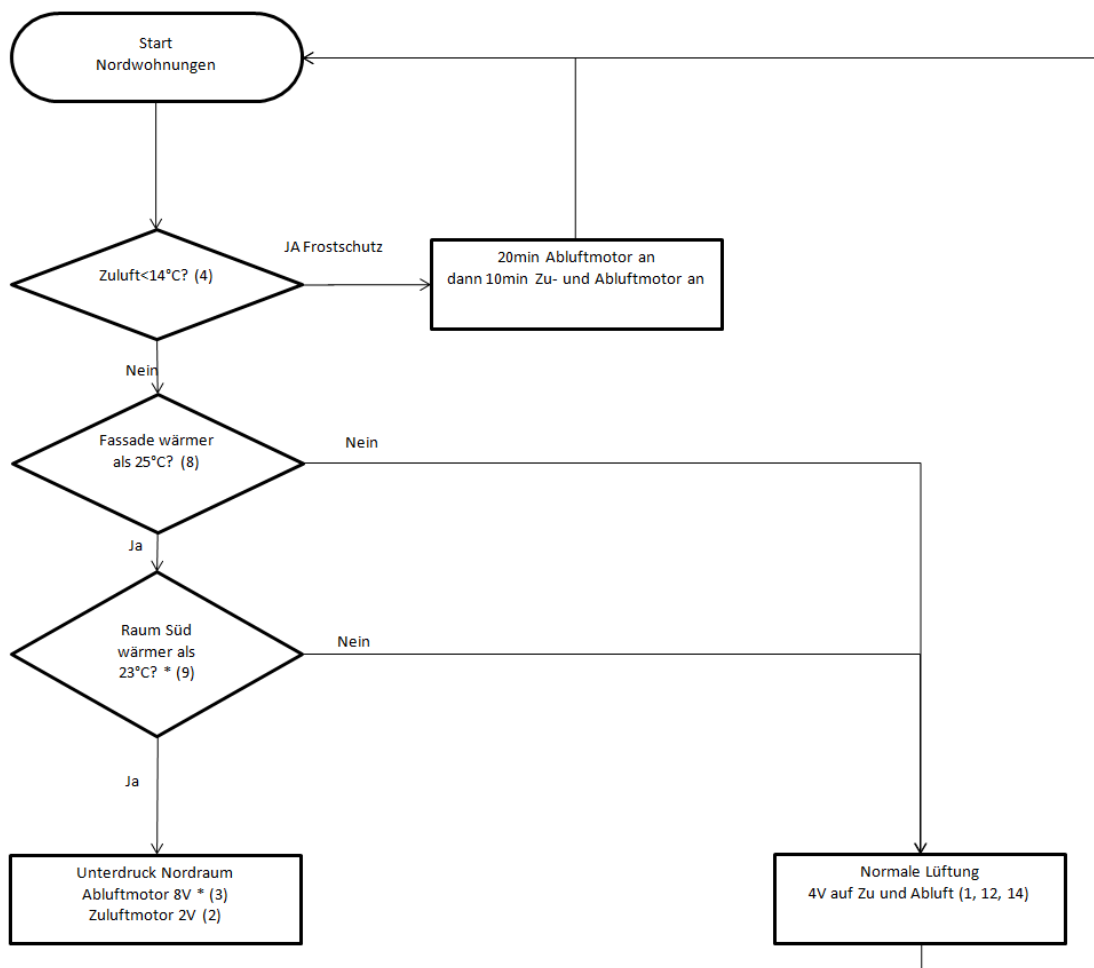 Start
Nordwohnungen
Zuluft<14°C? (4)
JA Frostschutz
20min Abluftmotor an
dann 10min Zu- und Abluftmotor an
Nein
Fassade wärmer
als 25°C? (8)
Nein
Ja
Raum Süd
wärmer als
23°C? * (9)
Nein
Ja
Unterdruck Nordraum
Abluftmotor 8V * (3)
Zuluftmotor 2V (2)
Normale Lüftung
4V auf Zu und Abluft (1, 12, 14)